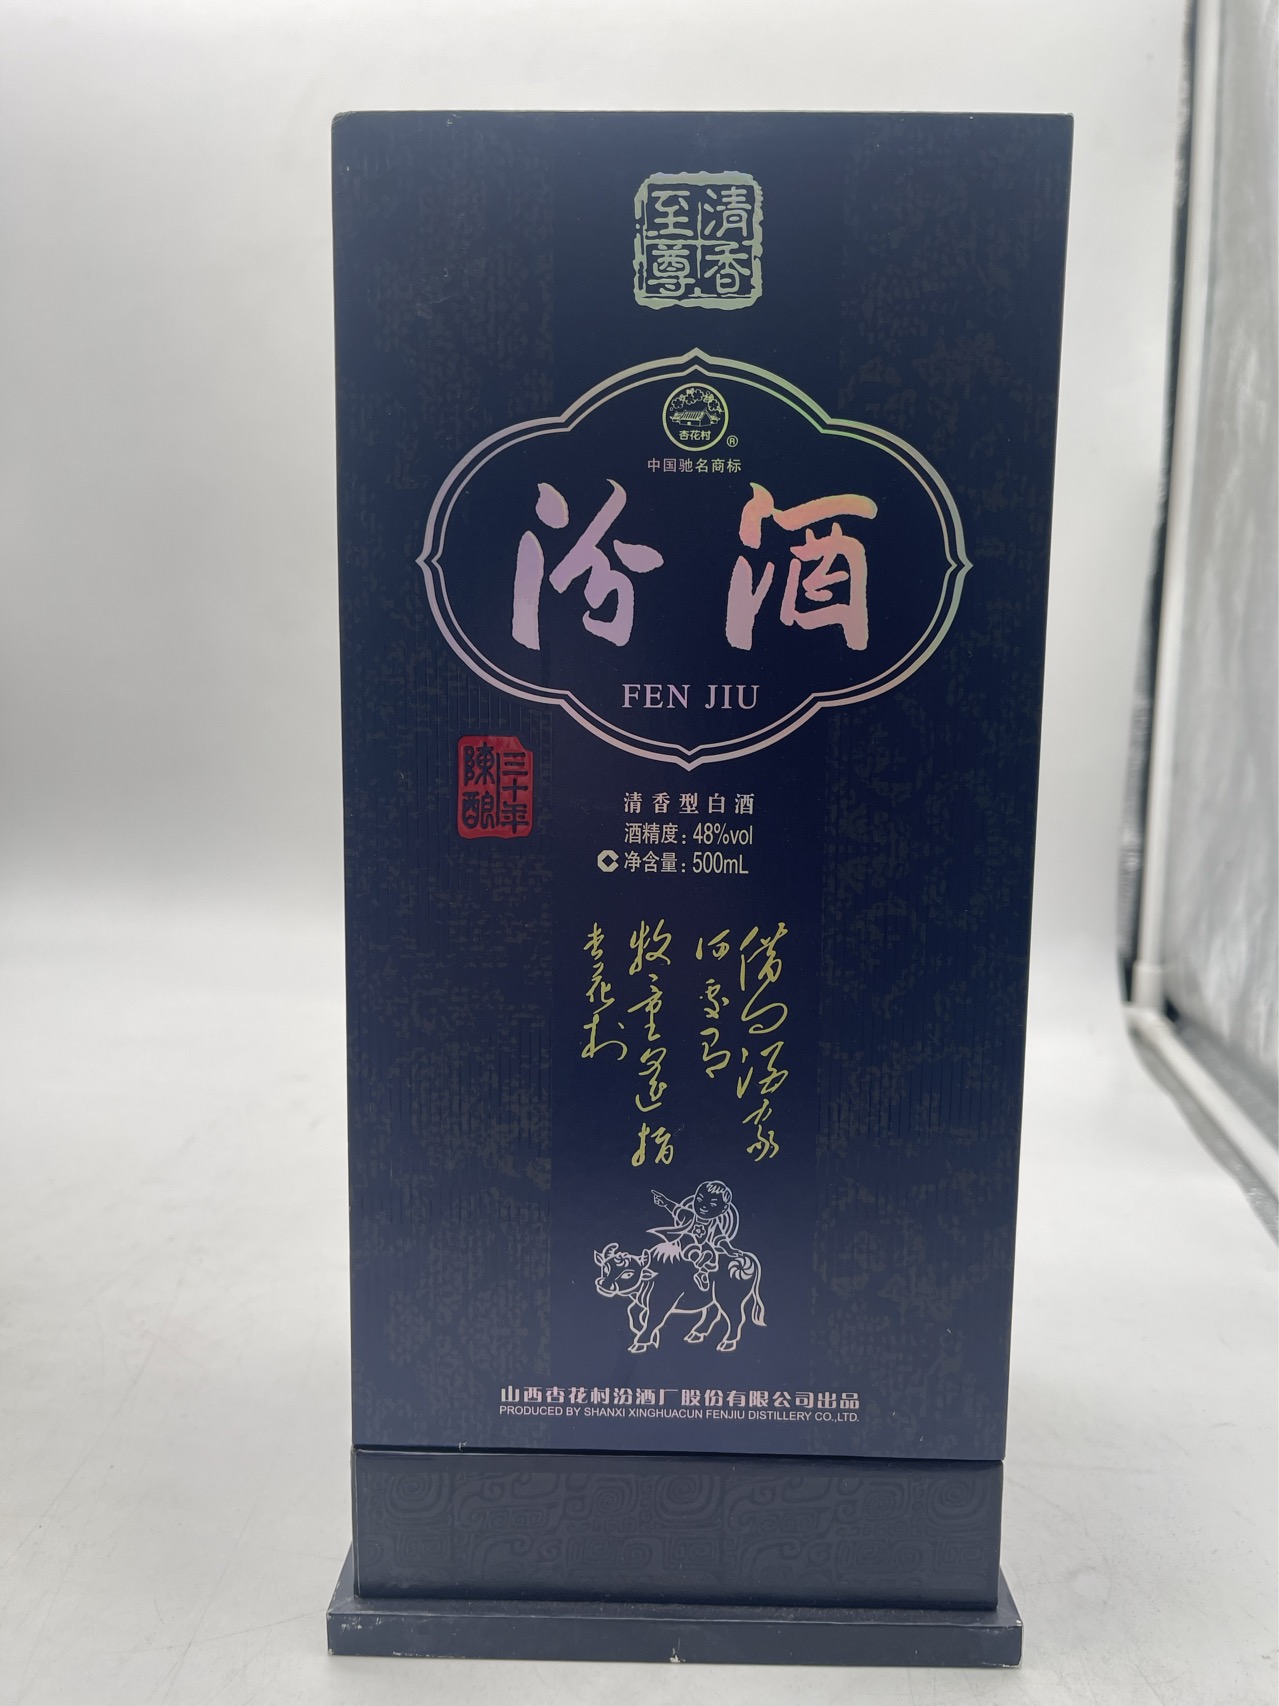 清香
至尊
杏花村
®
中国驰名商标
汾酒
FEN JIU
三十年
陳酿
清香型白酒
酒精度：48%vol
净含量：500mL
借问酒家
何处有
牧童遥指
杏花村
山西杏花村汾酒厂股份有限公司出品
PRODUCED BY SHANXI XINGHUACUN FENJIU DISTILLERY CO.,LTD.